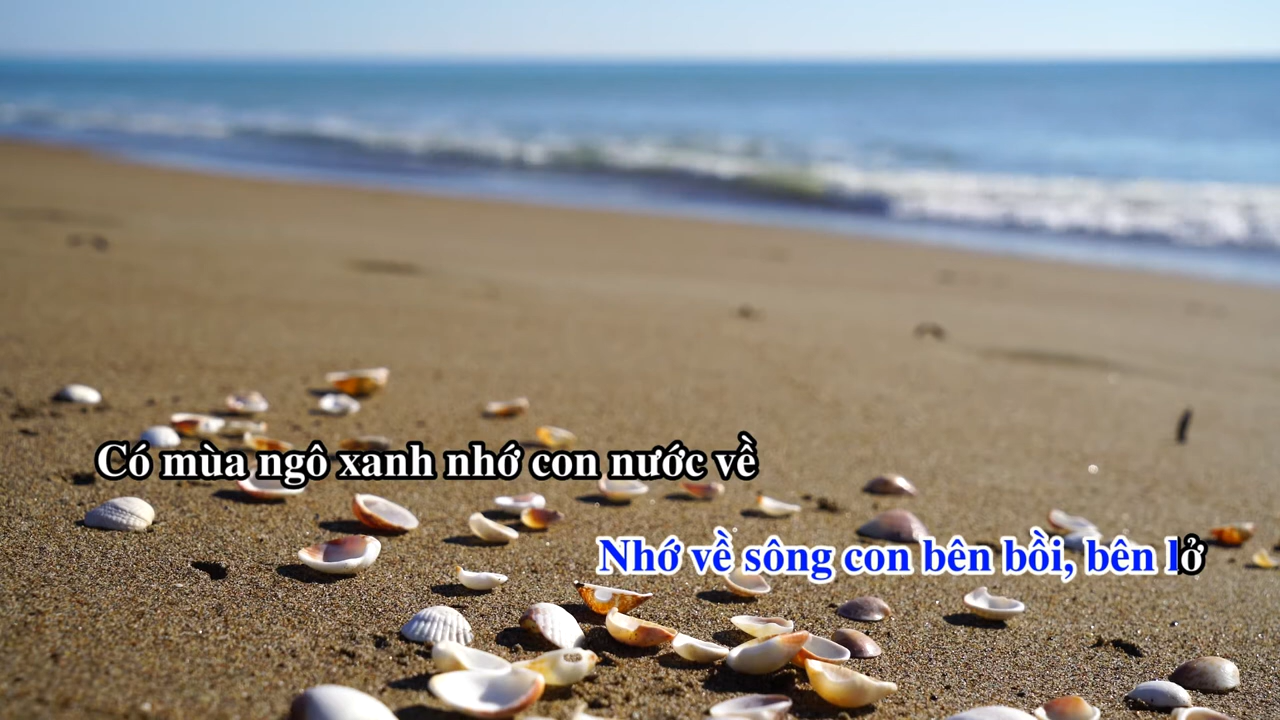 Có mùa ngô xanh nhớ con nước về
Nhớ về sông con bên bồi, bên lở